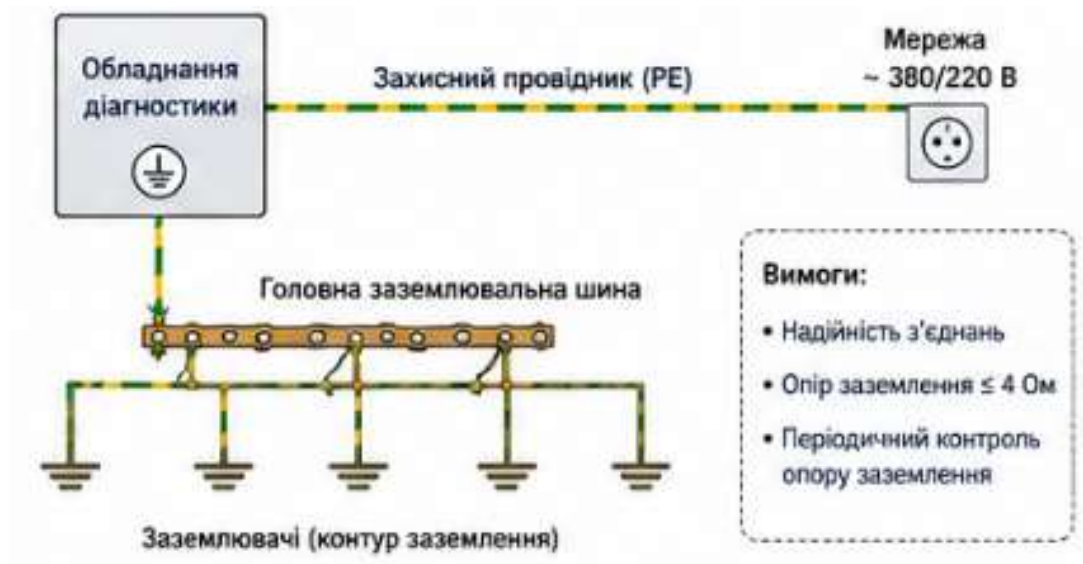 Обладнання
діагностики
Захисний провідник (PE)
Мережа
~ 380/220 В
Головна заземлювальна шина
Заземлювачі (контур заземлення)
Вимоги:
• Надійність з’єднань
• Опір заземлення ≤ 4 Ом
• Періодичний контроль
опору заземлення